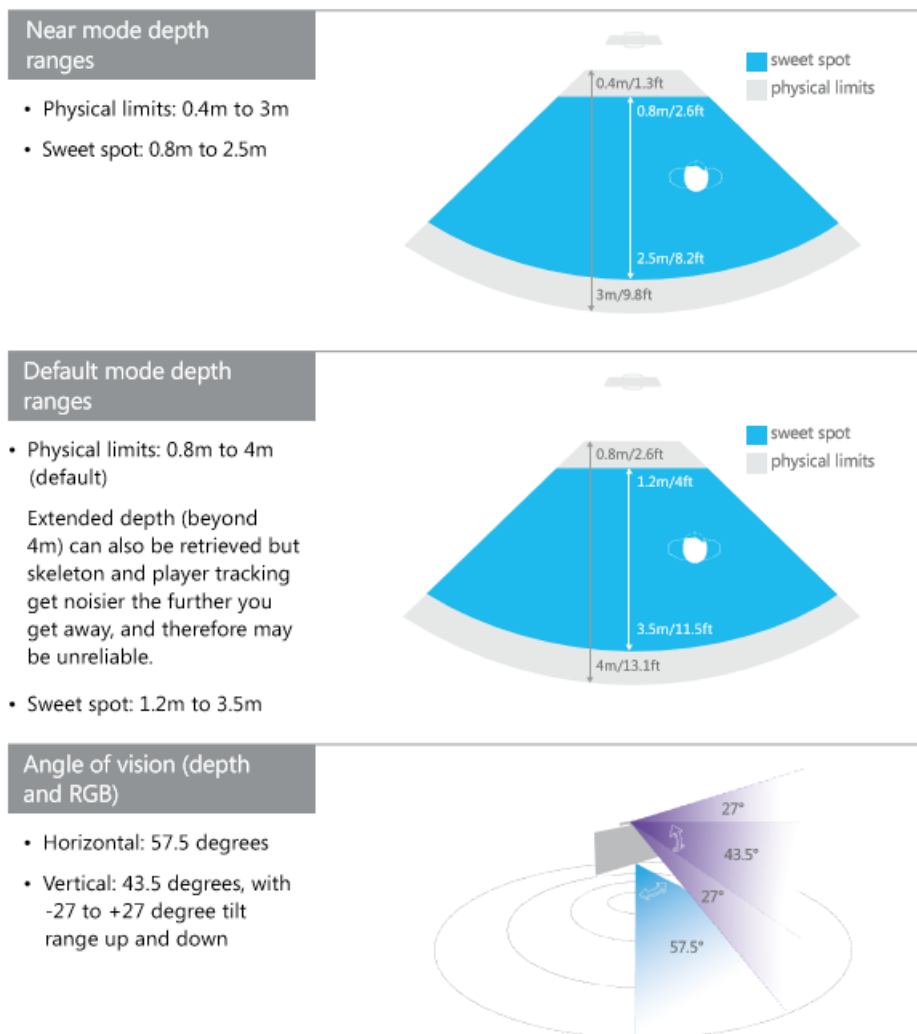 Near mode depth
ranges
• Physical limits: 0.4m to 3m
• Sweet spot: 0.8m to 2.5m
sweet spot
physical limits
0.4m/1.3ft
0.8m/2.6ft
2.5m/8.2ft
3m/9.8ft
Default mode depth
ranges
• Physical limits: 0.8m to 4m
(default)
Extended depth (beyond
4m) can also be retrieved but
skeleton and player tracking
get noisier the further you
get away, and therefore may
be unreliable.
• Sweet spot: 1.2m to 3.5m
sweet spot
physical limits
0.8m/2.6ft
1.2m/4ft
3.5m/11.5ft
4m/13.1ft
Angle of vision (depth
and RGB)
• Horizontal: 57.5 degrees
• Vertical: 43.5 degrees, with
-27 to +27 degree tilt
range up and down
27°
43.5°
27°
57.5°